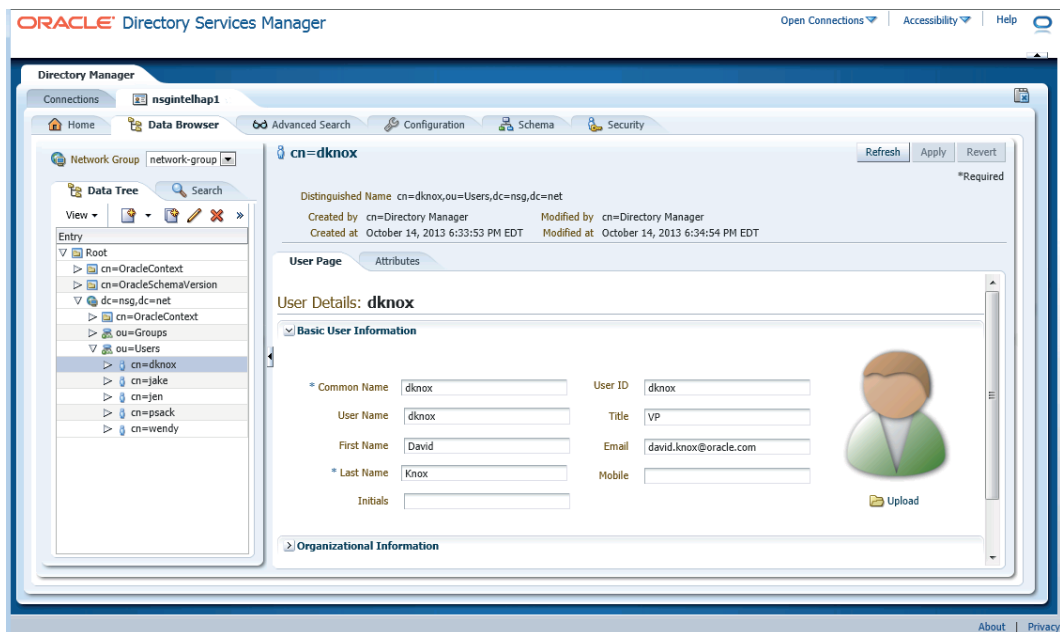 ORACLE Directory Services Manager
Open Connections
Accessibility
Help
Directory Manager
Connections
nsgintelhap1
Home
Data Browser
Advanced Search
Configuration
Schema
Security
Network Group network-group
Data Tree
Search
View
»
Entry
Root
cn=OracleContext
cn=OracleSchemaVersion
dc=nsg,dc=net
cn=OracleContext
ou=Groups
ou=Users
cn=dknox
cn=jake
cn=jen
cn=psack
cn=wendy
cn=dknox
Refresh
Apply
Revert
*Required
Distinguished Name cn=dknox,ou=Users,dc=nsg,dc=net
Created by cn=Directory Manager
Modified by cn=Directory Manager
Created at October 14, 2013 6:33:53 PM EDT
Modified at October 14, 2013 6:34:54 PM EDT
User Page
Attributes
User Details: dknox
Basic User Information
* Common Name dknox
User ID dknox
User Name dknox
Title VP
First Name David
Email david.knox@oracle.com
* Last Name Knox
Mobile
Initials
Upload
Organizational Information
About | Privacy